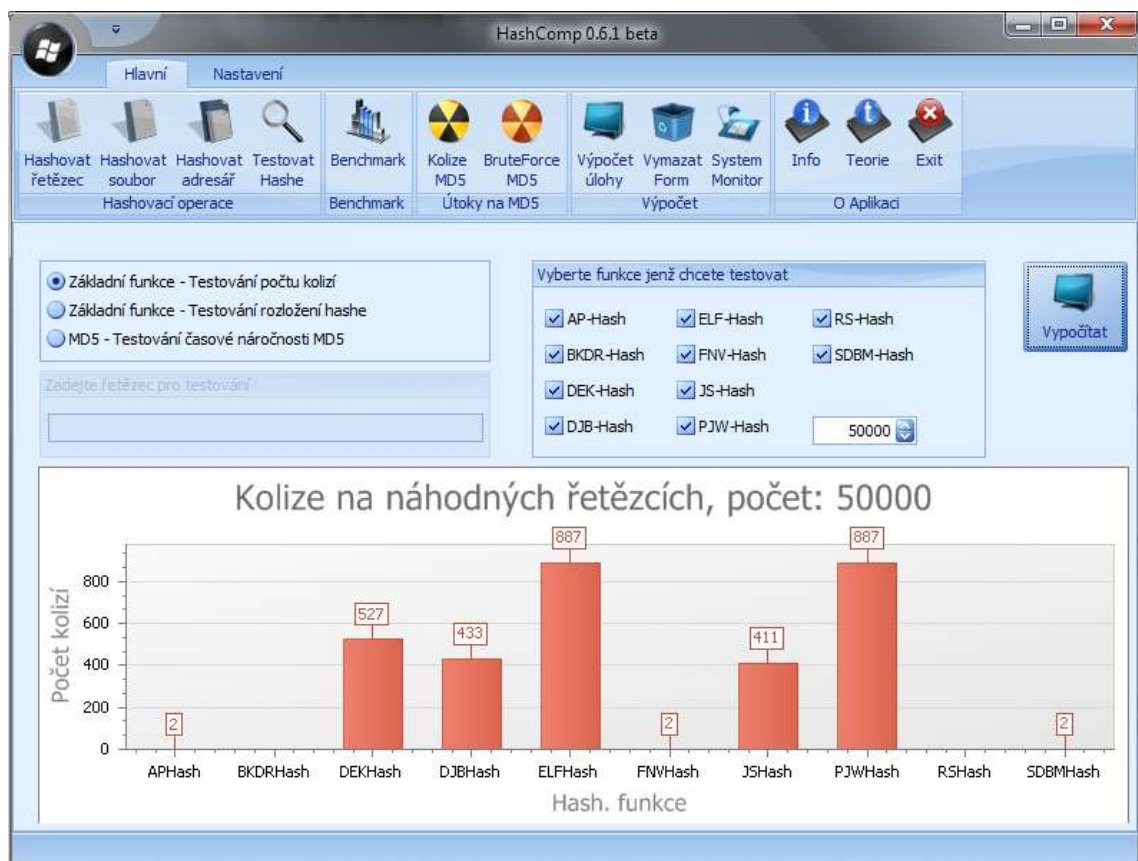 HashComp 0.6.1 beta
Hlavní Nastavení
Hashovat řetězec
Hashovat soubor
Hashovat adresář
Testovat Hashe
Benchmark
Kolize MD5
BruteForce MD5
Výpočet úlohy
Vymazat Form
System Monitor
Info
Teorie
Exit
Hashovací operace
Benchmark
Útoky na MD5
Výpočet
O Aplikaci
Základní funkce - Testování počtu kolizí
Základní funkce - Testování rozložení hashe
MD5 - Testování časové náročnosti MD5
Zadejte řetězec pro testování
Vyberte funkce jenž chcete testovat
AP-Hash ELF-Hash RS-Hash
BKDR-Hash FNV-Hash SDBM-Hash
DEK-Hash JS-Hash
DJB-Hash PJW-Hash 50000
Vypočítat
Kolize na náhodných řetězcích, počet: 50000
Počet kolizí
800
600
400
200
0
2
527
433
887
2
411
887
2
APHash BKDRHash DEKHash DJBHash ELFHash FNVHash JSHash PJWHash RSHash SDBMHash
Hash. funkce